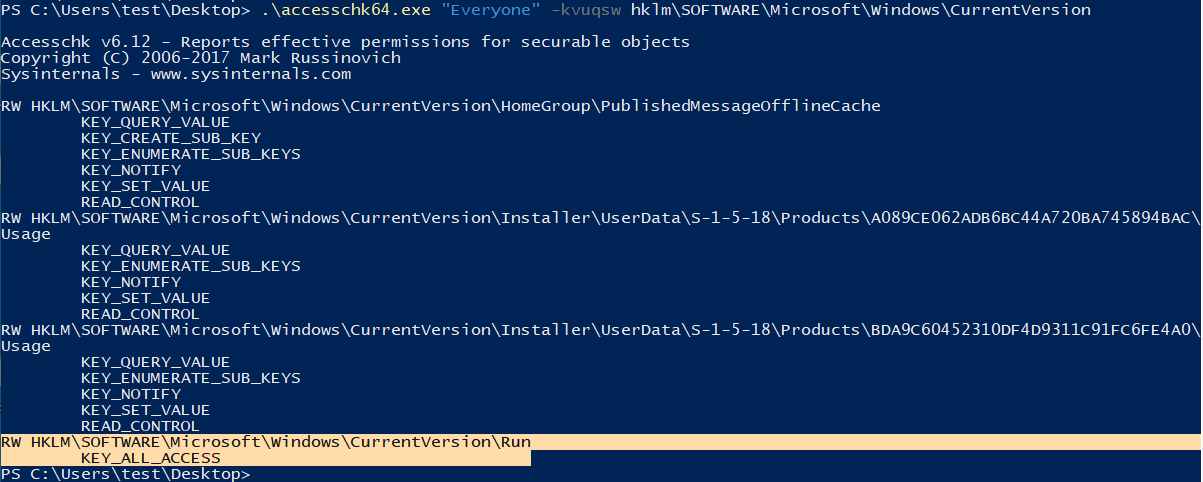 PS C:\Users\test\Desktop> .\accesschk64.exe "Everyone" -kvuqsw hklm\SOFTWARE\Microsoft\Windows\CurrentVersion
Accesschk v6.12 - Reports effective permissions for securable objects
Copyright (C) 2006-2017 Mark Russinovich
Sysinternals - www.sysinternals.com
RW HKLM\SOFTWARE\Microsoft\Windows\CurrentVersion\HomeGroup\PublishedMessageOfflineCache
KEY_QUERY_VALUE
KEY_CREATE_SUB_KEY
KEY_ENUMERATE_SUB_KEYS
KEY_NOTIFY
KEY_SET_VALUE
READ_CONTROL
RW HKLM\SOFTWARE\Microsoft\Windows\CurrentVersion\Installer\UserData\S-1-5-18\Products\A089CE062ADB6BC44A720BA745894BAC\
Usage
KEY_QUERY_VALUE
KEY_ENUMERATE_SUB_KEYS
KEY_NOTIFY
KEY_SET_VALUE
READ_CONTROL
RW HKLM\SOFTWARE\Microsoft\Windows\CurrentVersion\Installer\UserData\S-1-5-18\Products\BDA9C60452310DF4D9311C91FC6FE4A0\
Usage
KEY_QUERY_VALUE
KEY_ENUMERATE_SUB_KEYS
KEY_NOTIFY
KEY_SET_VALUE
READ_CONTROL
RW HKLM\SOFTWARE\Microsoft\Windows\CurrentVersion\Run
KEY_ALL_ACCESS
PS C:\Users\test\Desktop>